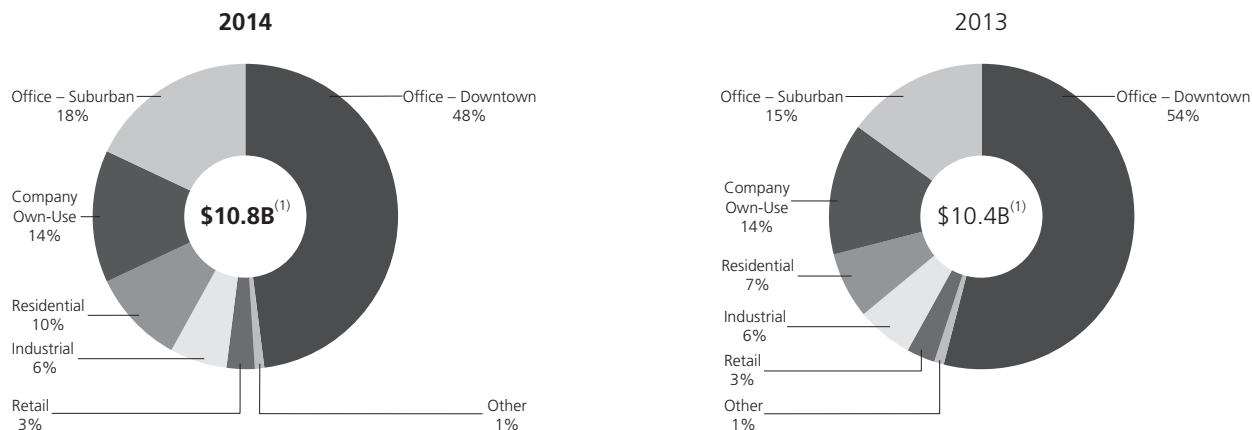 2014
Office – Suburban
18%
Office – Downtown
48%
Company
Own-Use
14%
$10.8B(1)
Residential
10%
Industrial
6%
Retail
3%
Other
1%
2013
Office – Suburban
15%
Office – Downtown
54%
Company
Own-Use
14%
$10.4B(1)
Residential
7%
Industrial
6%
Retail
3%
Other
1%